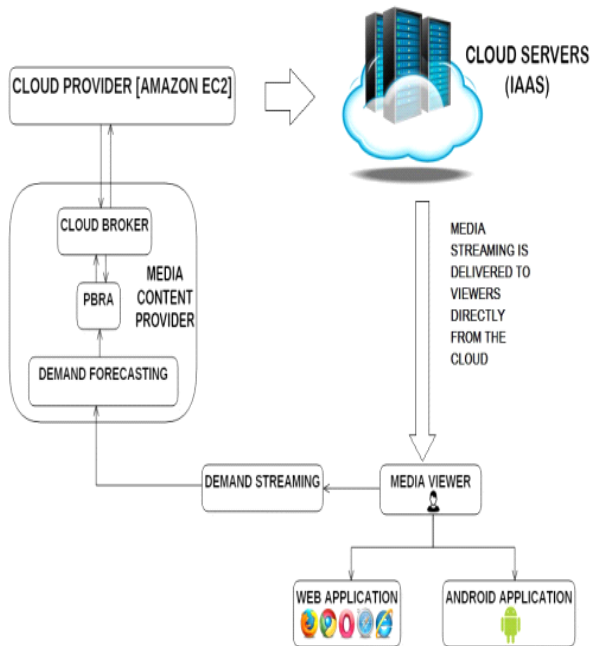 CLOUD PROVIDER [AMAZON EC2]
CLOUD SERVERS
(IAAS)
CLOUD BROKER
MEDIA
CONTENT
PROVIDER
PBRA
DEMAND FORECASTING
MEDIA
STREAMING IS
DELIVERED TO
VIEWERS
DIRECTLY
FROM THE
CLOUD
DEMAND STREAMING
MEDIA VIEWER
WEB APPLICATION
ANDROID APPLICATION